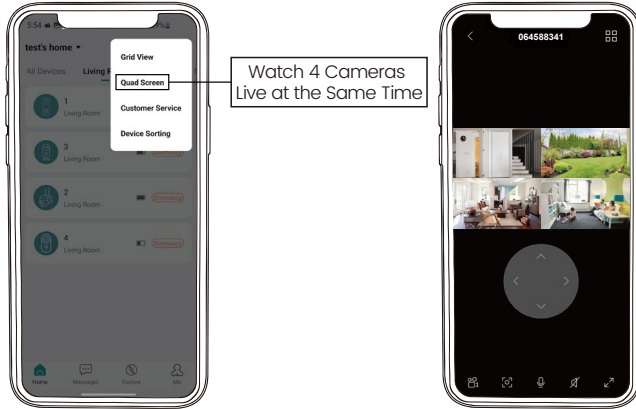 5:54
test's home
All Devices Living R
Grid View
Quad Screen
Customer Service
Device Sorting
1
Living Room
3
Living Room
2
Living Room
Dormancy
4
Living Room
Dormancy
Home Messages Explore Me
Watch 4 Cameras
Live at the Same Time
064588341